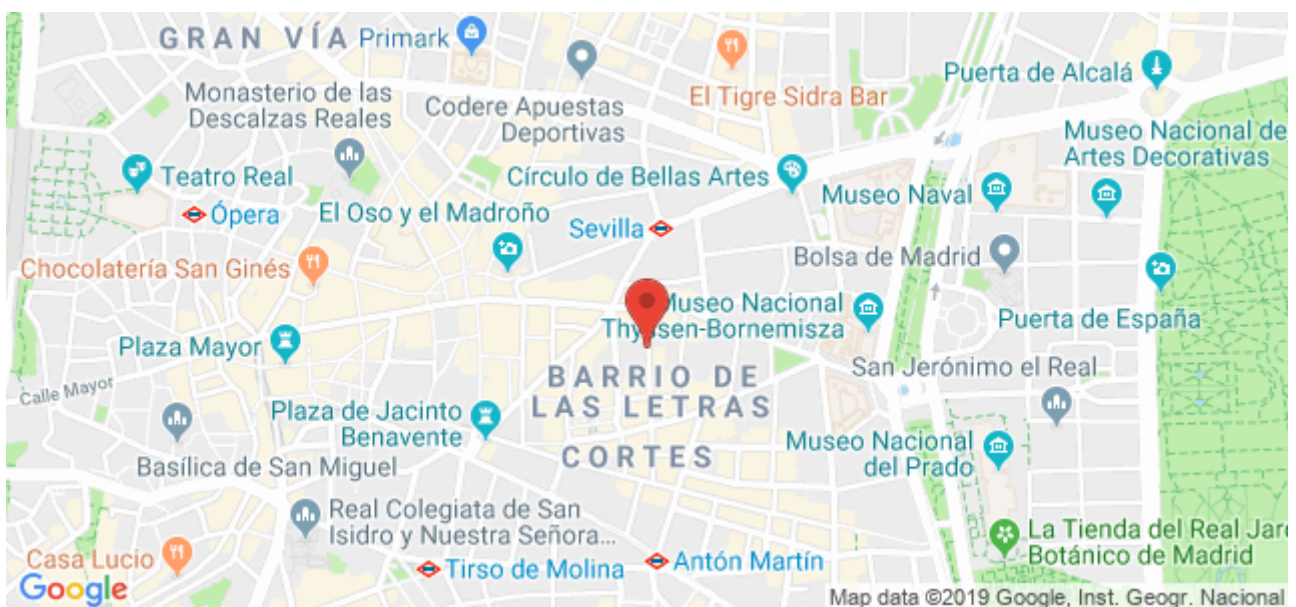 GRAN VÍA
Primark
Puerta de Alcalá
Monasterio de las
Descalzas Reales
Codere Apuestas
Deportivas
El Tigre Sidra Bar
Museo Nacional de
Artes Decorativas
Teatro Real
Círculo de Bellas Artes
Museo Naval
Ópera
El Oso y el Madroño
Sevilla
Bolsa de Madrid
Chocolatería San Ginés
Museo Nacional
Thyssen-Bornemisza
Puerta de España
Plaza Mayor
San Jerónimo el Real
Calle Mayor
BARRIO DE
LAS LETRAS
Plaza de Jacinto
Benavente
CORTES
Museo Nacional
del Prado
Basílica de San Miguel
Real Colegiata de San
Isidro y Nuestra Señora...
La Tienda del Real Jar
Botánico de Madrid
Casa Lucio
Tirso de Molina
Antón Martín
Google
Map data ©2019 Google, Inst. Geogr. Nacional